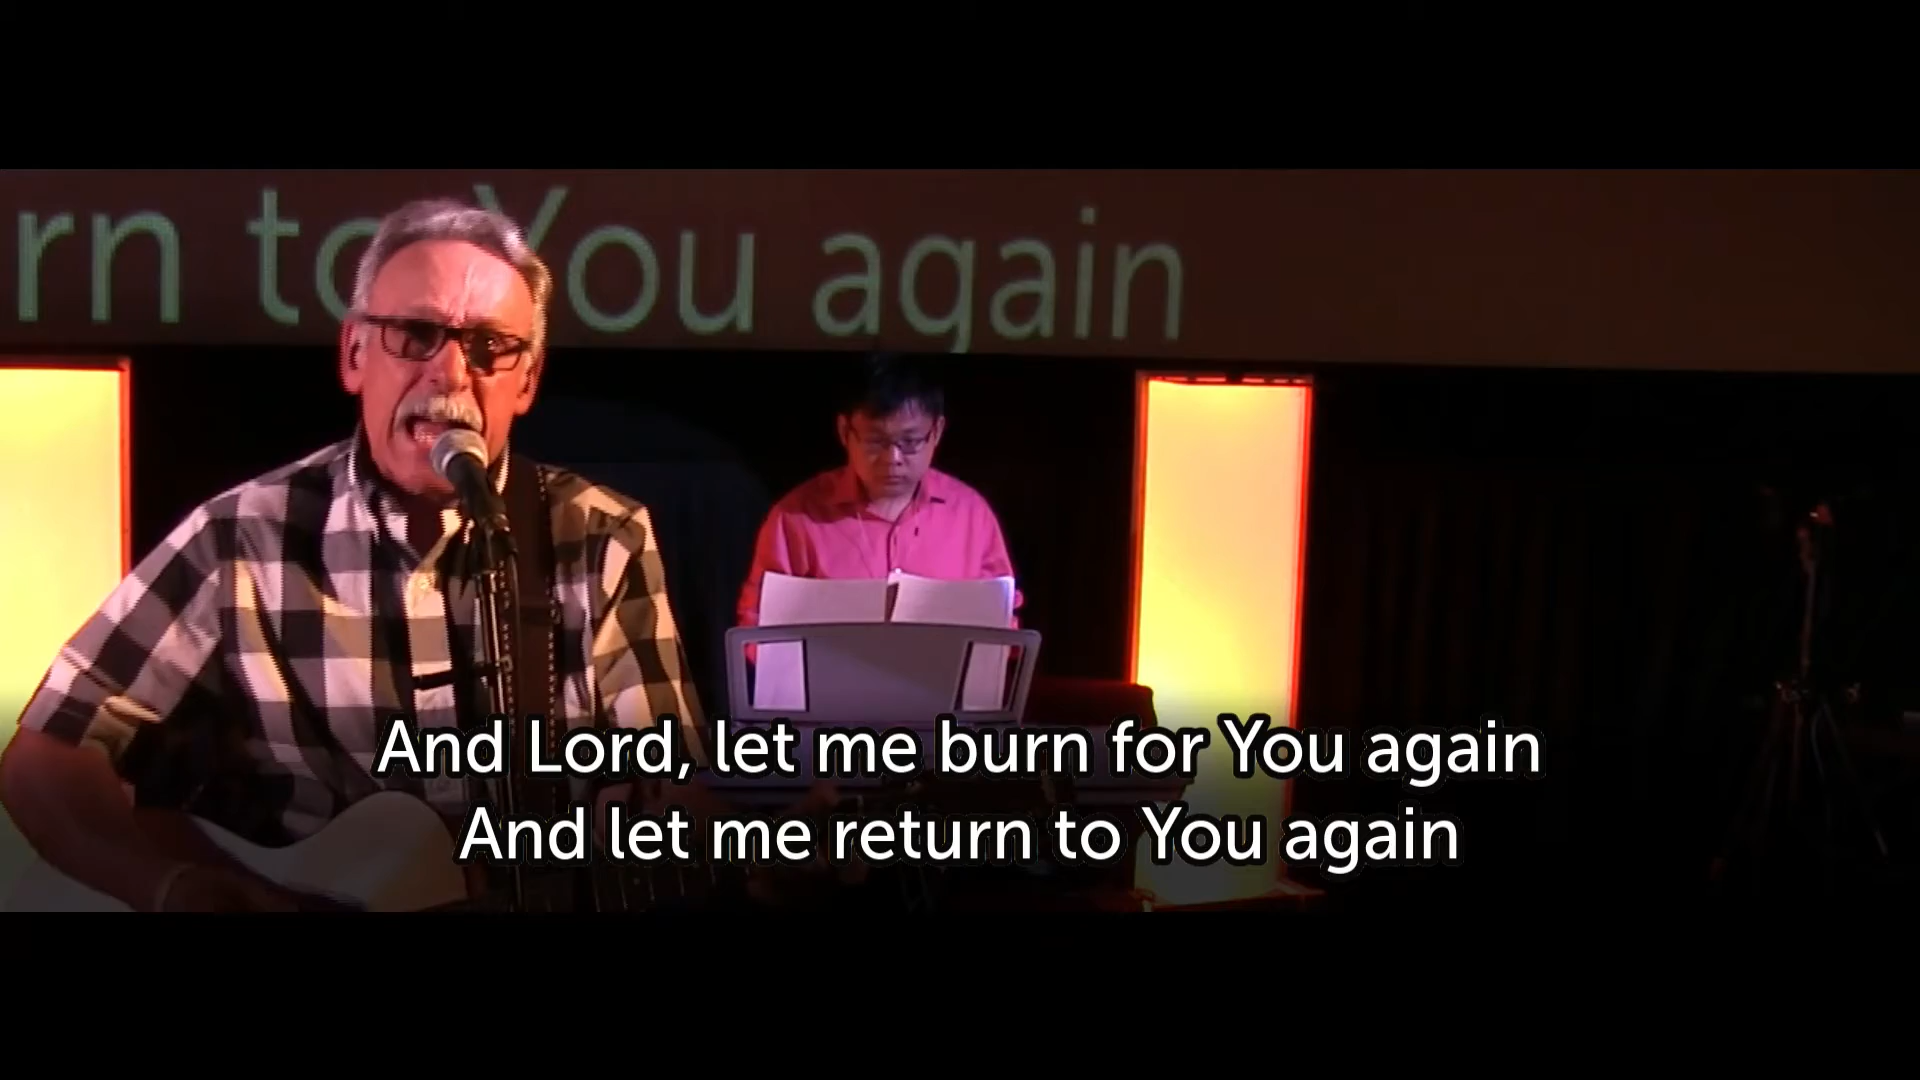 rn to You again
And Lord, let me burn for You again
And let me return to You again